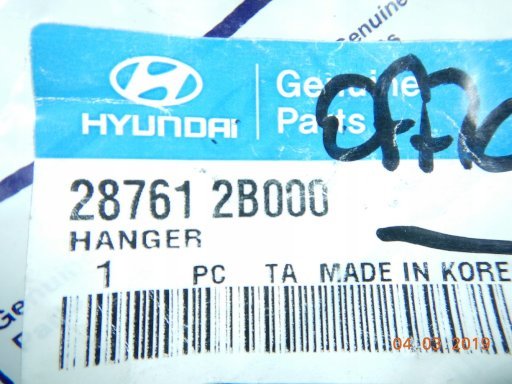 Genuine
HYUNDAI
Genuine
Parts
28761 2B000
HANGER
1 PC TA MADE IN KORE
04-03-2019